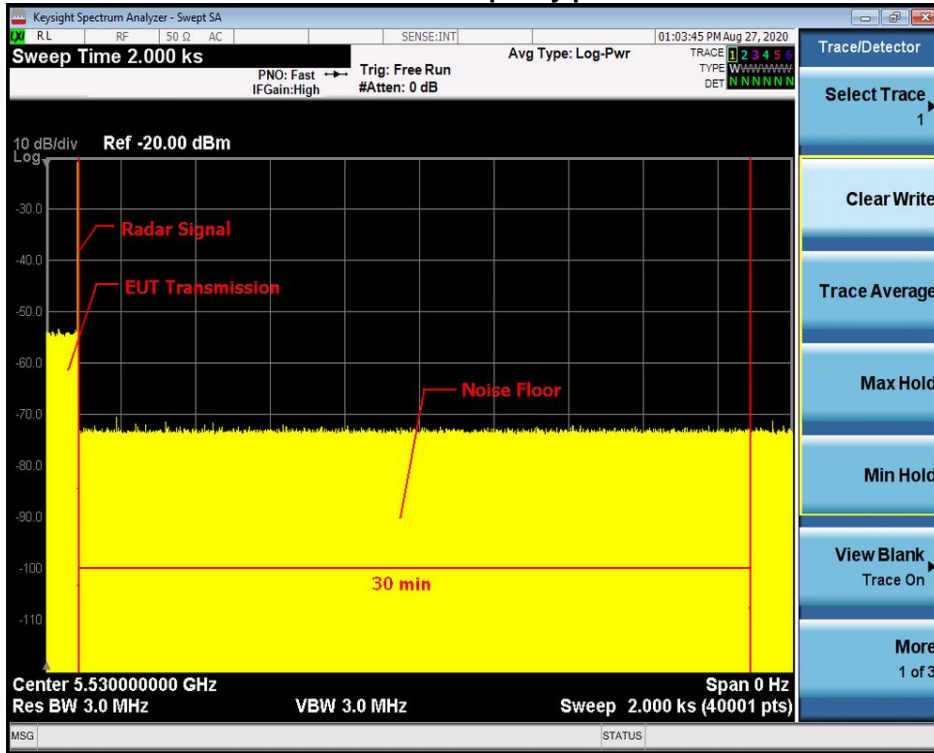 Keysight Spectrum Analyzer - Swept SA
LXI RL RF 50 Ω AC SENSE:INT 01:03:45 PM Aug 27, 2020
Sweep Time 2.000 ks
PNO: Fast
IFGain:High
Trig: Free Run
#Atten: 0 dB
Avg Type: Log-Pwr
TRACE 1 2 3 4 5 6
TYPE WWWWWW
DET N N N N N N
10 dB/div Ref -20.00 dBm
Log
-30.0
-40.0
-50.0
-60.0
-70.0
-80.0
-90.0
-100
-110
Radar Signal
EUT Transmission
Noise Floor
30 min
Center 5.530000000 GHz Span 0 Hz
Res BW 3.0 MHz VBW 3.0 MHz Sweep 2.000 ks (40001 pts)
MSG STATUS
Trace/Detector
Select Trace
1
Clear Write
Trace Average
Max Hold
Min Hold
View Blank
Trace On
More
1 of 3